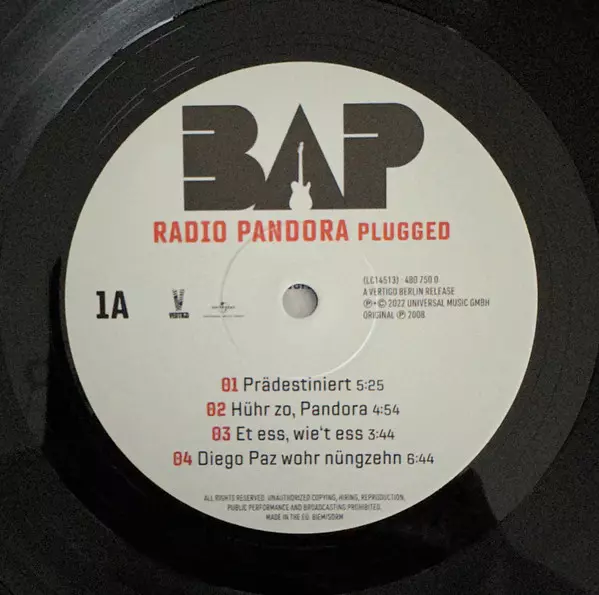 BAP
RADIO PANDORA PLUGGED
(LC14513) · 480 750 0
A VERTIGO BERLIN RELEASE
℗ + © 2022 UNIVERSAL MUSIC GMBH
ORIGINAL ℗ 2008
1A
VERTIGO
01 Prädestiniert 5:25
02 Hühr zo, Pandora 4:54
03 Et ess, wie't ess 3:44
04 Diego Paz wohr nüngzehn 6:44
ALL RIGHTS RESERVED. UNAUTHORIZED COPYING, HIRING, REPRODUCTION,
PUBLIC PERFORMANCE AND BROADCASTING PROHIBITED.
MADE IN THE EU. BIEM/SDRM